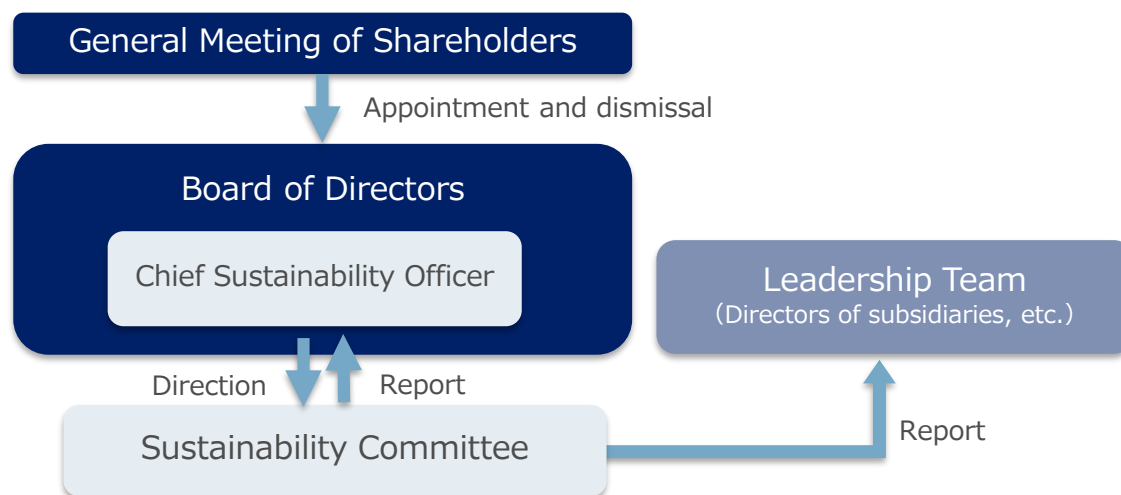 General Meeting of Shareholders
Appointment and dismissal
Board of Directors
Chief Sustainability Officer
Leadership Team
（Directors of subsidiaries, etc.）
Direction
Report
Sustainability Committee
Report